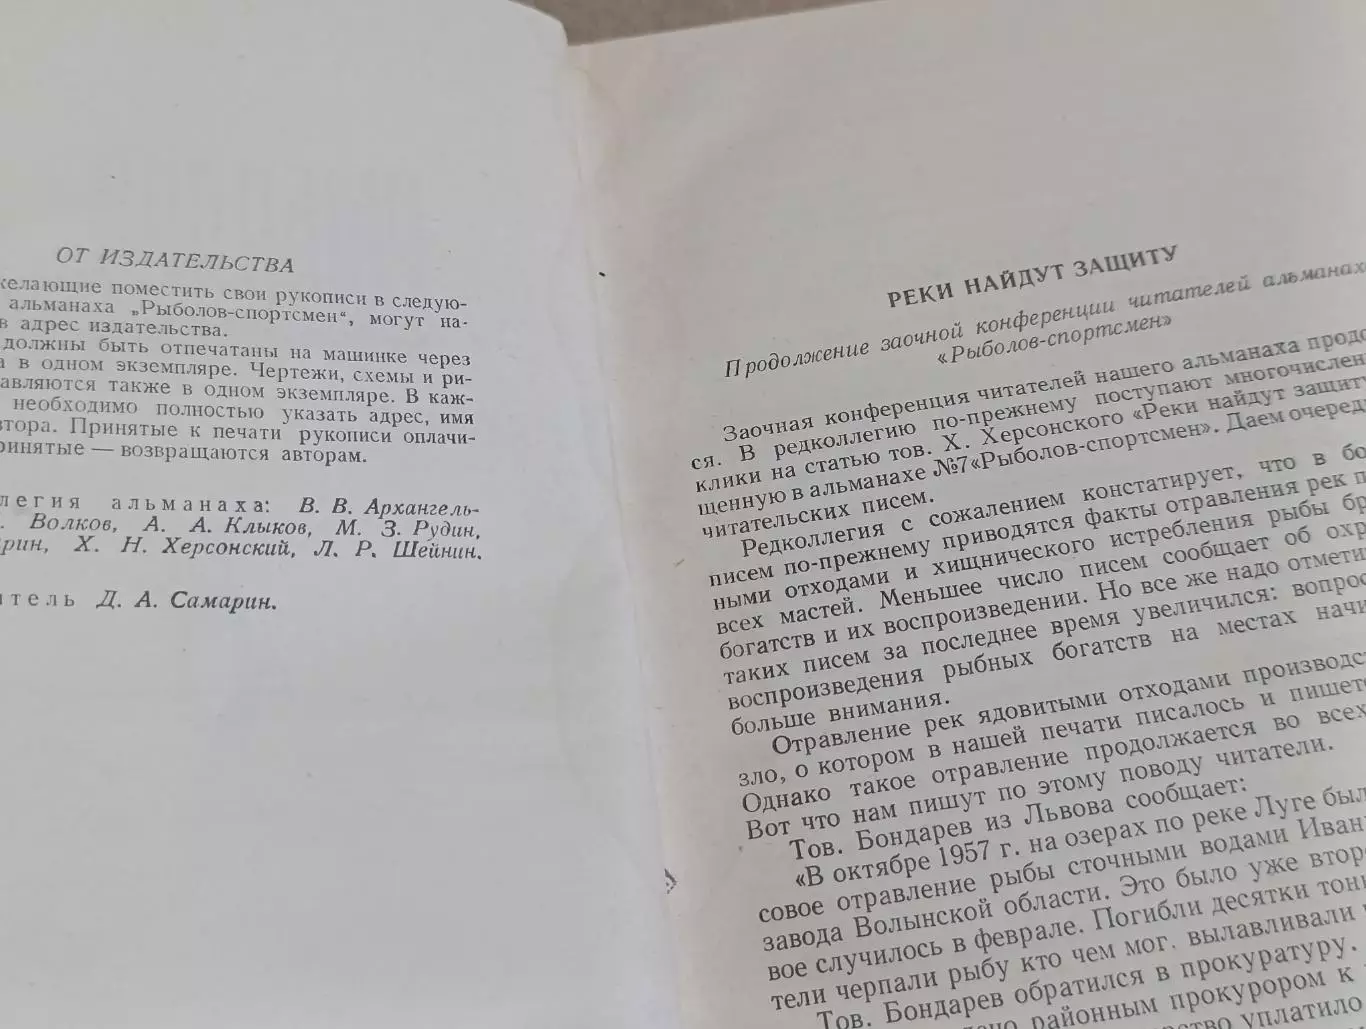 ОТ ИЗДАТЕЛЬСТВА
желающие поместить свои рукописи в следую-
альманаха „Рыболов-спортсмен“, могут на-
в адрес издательства.
должны быть отпечатаны на машинке через
а в одном экземпляре. Чертежи, схемы и ри-
авляются также в одном экземпляре. В каж-
необходимо полностью указать адрес, имя
втора. Принятые к печати рукописи оплачи-
ринятые — возвращаются авторам.
легия альманаха: В. В. Архангель-
. Волков, А. А. Клыков, М. З. Рудин,
рин, Х. Н. Херсонский, Л. Р. Шейнин.
атель Д. А. Самарин.
РЕКИ НАЙДУТ ЗАЩИТУ
Продолжение заочной конференции читателей альманаха
«Рыболов-спортсмен»
Заочная конференция читателей нашего альманаха продо
ся. В редколлегию по-прежнему поступают многочислен
клики на статью тов. Х. Херсонского «Реки найдут защиту
щенную в альманахе №7«Рыболов-спортсмен». Даем очеред
читательских писем.
Редколлегия с сожалением констатирует, что в бо
писем по-прежнему приводятся факты отравления рек п
ными отходами и хищнического истребления рыбы бр
всех мастей. Меньшее число писем сообщает об охр
богатств и их воспроизведении. Но все же надо отмети
таких писем за последнее время увеличился: вопрос
воспроизведения рыбных богатств на местах начи
больше внимания.
Отравление рек ядовитыми отходами производс
зло, о котором в нашей печати писалось и пишет
Однако такое отравление продолжается во всех
Вот что нам пишут по этому поводу читатели.
Тов. Бондарев из Львова сообщает:
«В октябре 1957 г. на озерах по реке Луге был
совое отравление рыбы сточными водами Иван
завода Волынской области. Это было уже втор
вое случилось в феврале. Погибли десятки тон
тели черпали рыбу кто чем мог. вылавливали
Тов. Бондарев обратился в прокуратуру.
районным прокурором к
уплатило